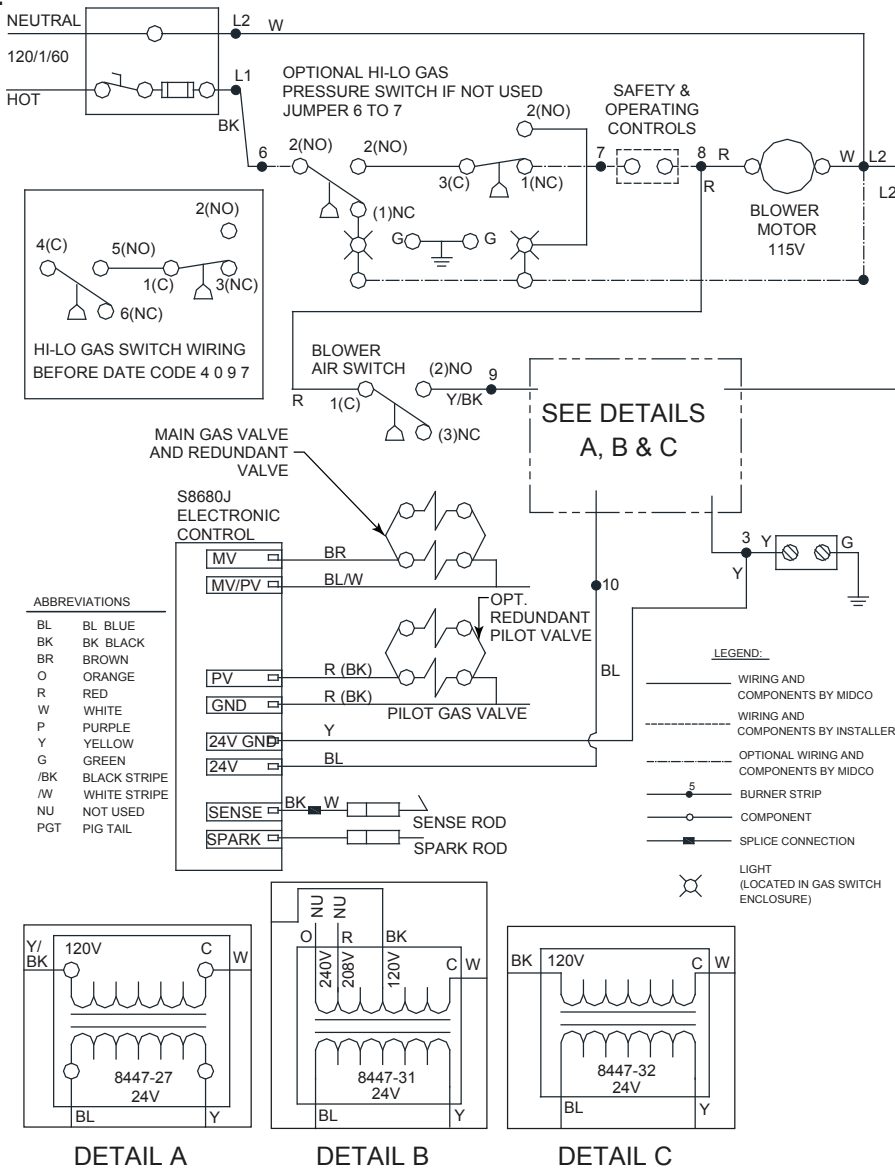 NEUTRAL
L2
W
120/1/60
HOT
L1
BK
OPTIONAL HI-LO GAS
PRESSURE SWITCH IF NOT USED
JUMPER 6 TO 7
SAFETY &
OPERATING
CONTROLS
2(NO)
6
2(NO)
2(NO)
3(C)
1(NC)
7
8
R
R
W
L2
L2
BLOWER
MOTOR
115V
(1)NC
G
G
2(NO)
4(C)
5(NO)
1(C)
3(NC)
6(NC)
HI-LO GAS SWITCH WIRING
BEFORE DATE CODE 4 0 9 7
BLOWER
AIR SWITCH
R
1(C)
(2)NO
9
Y/BK
(3)NC
SEE DETAILS
A, B & C
MAIN GAS VALVE
AND REDUNDANT
VALVE
S8680J
ELECTRONIC
CONTROL
MV
BR
MV/PV
BL/W
OPT.
REDUNDANT
PILOT VALVE
PV
R (BK)
GND
R (BK)
PILOT GAS VALVE
24V GND
Y
24V
BL
SENSE
BK
W
SENSE ROD
SPARK
SPARK ROD
10
BL
3
Y
G
Y
ABBREVIATIONS
BL BL BLUE
BK BK BLACK
BR BROWN
O ORANGE
R RED
W WHITE
P PURPLE
Y YELLOW
G GREEN
/BK BLACK STRIPE
/W WHITE STRIPE
NU NOT USED
PGT PIG TAIL
LEGEND:
WIRING AND
COMPONENTS BY MIDCO
WIRING AND
COMPONENTS BY INSTALLER
OPTIONAL WIRING AND
COMPONENTS BY MIDCO
5
BURNER STRIP
COMPONENT
SPLICE CONNECTION
LIGHT
(LOCATED IN GAS SWITCH
ENCLOSURE)
Y/
BK
120V
C
W
8447-27
24V
BL
Y
DETAIL A
NU
NU
O
R
BK
240V
208V
120V
C
W
8447-31
24V
BL
Y
DETAIL B
BK
120V
C
W
8447-32
24V
BL
Y
DETAIL C